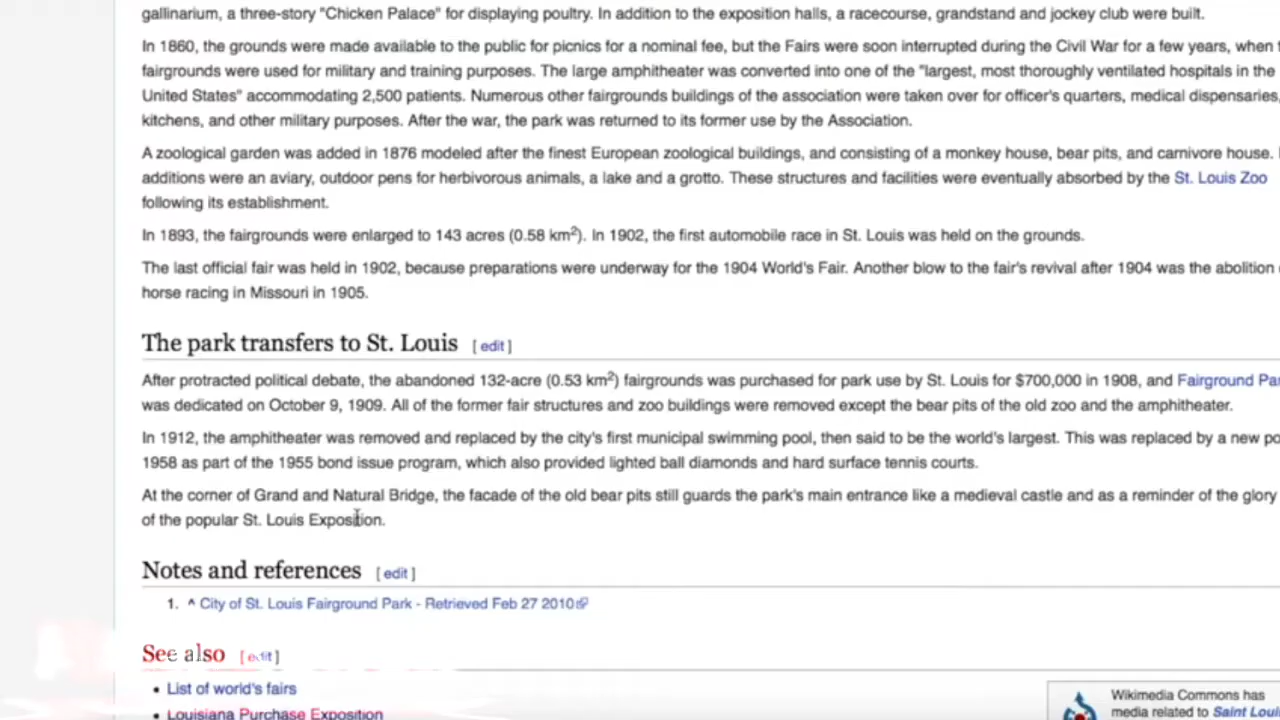 gallinarium, a three-story "Chicken Palace" for displaying poultry. In addition to the exposition halls, a racecourse, grandstand and jockey club were built.
In 1860, the grounds were made available to the public for picnics for a nominal fee, but the Fairs were soon interrupted during the Civil War for a few years, when
fairgrounds were used for military and training purposes. The large amphitheater was converted into one of the "largest, most thoroughly ventilated hospitals in the
United States" accommodating 2,500 patients. Numerous other fairgrounds buildings of the association were taken over for officer's quarters, medical dispensaries,
kitchens, and other military purposes. After the war, the park was returned to its former use by the Association.
A zoological garden was added in 1876 modeled after the finest European zoological buildings, and consisting of a monkey house, bear pits, and carnivore house.
additions were an aviary, outdoor pens for herbivorous animals, a lake and a grotto. These structures and facilities were eventually absorbed by the St. Louis Zoo
following its establishment.
In 1893, the fairgrounds were enlarged to 143 acres (0.58 km²). In 1902, the first automobile race in St. Louis was held on the grounds.
The last official fair was held in 1902, because preparations were underway for the 1904 World's Fair. Another blow to the fair's revival after 1904 was the abolition
horse racing in Missouri in 1905.
The park transfers to St. Louis [ edit ]
After protracted political debate, the abandoned 132-acre (0.53 km²) fairgrounds was purchased for park use by St. Louis for $700,000 in 1908, and Fairground Pa
was dedicated on October 9, 1909. All of the former fair structures and zoo buildings were removed except the bear pits of the old zoo and the amphitheater.
In 1912, the amphitheater was removed and replaced by the city's first municipal swimming pool, then said to be the world's largest. This was replaced by a new po
1958 as part of the 1955 bond issue program, which also provided lighted ball diamonds and hard surface tennis courts.
At the corner of Grand and Natural Bridge, the facade of the old bear pits still guards the park's main entrance like a medieval castle and as a reminder of the glory
of the popular St. Louis Exposition.
Notes and references [ edit ]
1. ^ City of St. Louis Fairground Park - Retrieved Feb 27 2010
See also [ edit ]
• List of world's fairs
• Louisiana Purchase Exposition
Wikimedia Commons has
media related to Saint Loui